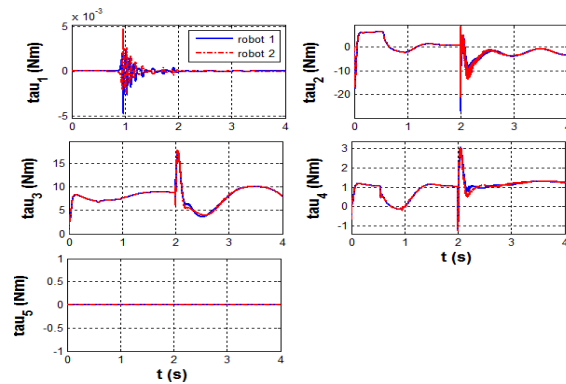 x 10⁻³
5
0
-5
0 1 2 3 4
tau₁ (Nm)
robot 1
robot 2
0
-10
-20
0 1 2 3 4
tau₂ (Nm)
15
10
5
0
0 1 2 3 4
tau₃ (Nm)
3
2
1
0
-1
0 1 2 3 4
tau₄ (Nm)
t (s)
1
0.5
0
-0.5
-1
0 1 2 3 4
tau₅ (Nm)
t (s)